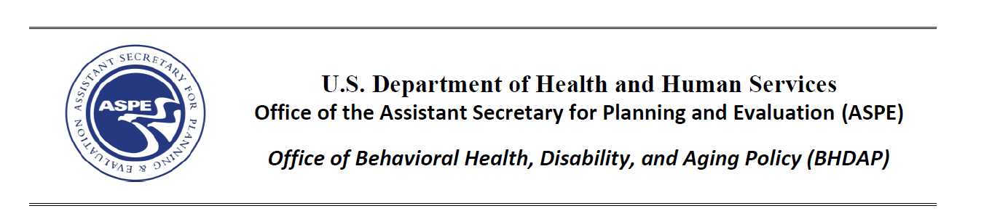 ASSISTANT SECRETARY FOR PLANNING & EVALUATION
ASPE
U.S. Department of Health and Human Services
Office of the Assistant Secretary for Planning and Evaluation (ASPE)
Office of Behavioral Health, Disability, and Aging Policy (BHDAP)